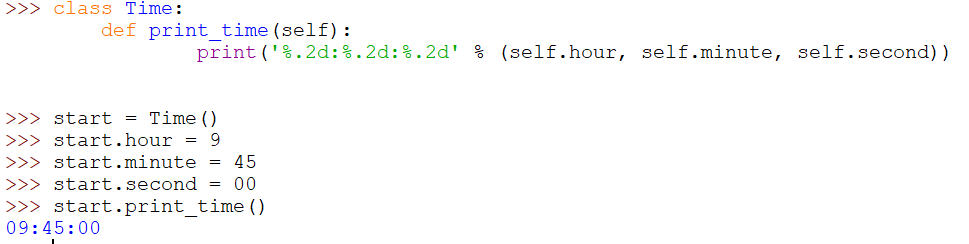 >>> class Time:
        def print_time(self):
                print('%.2d:%.2d:%.2d' % (self.hour, self.minute, self.second))
>>> start = Time()
>>> start.hour = 9
>>> start.minute = 45
>>> start.second = 00
>>> start.print_time()
09:45:00